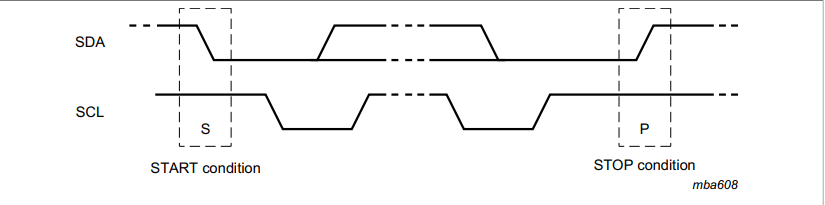 SDA
SCL
S
P
START condition
STOP condition
mba608